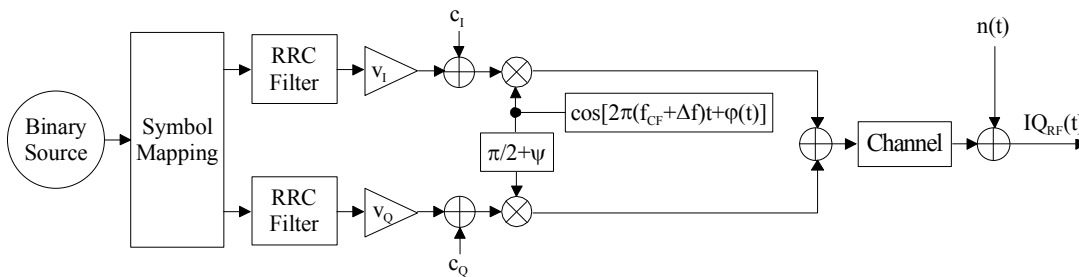 Binary
Source
Symbol
Mapping
RRC
Filter
v_I
c_I
cos[2π(f_CF+Δf)t+φ(t)]
π/2+ψ
RRC
Filter
v_Q
c_Q
Channel
n(t)
IQ_RF(t)